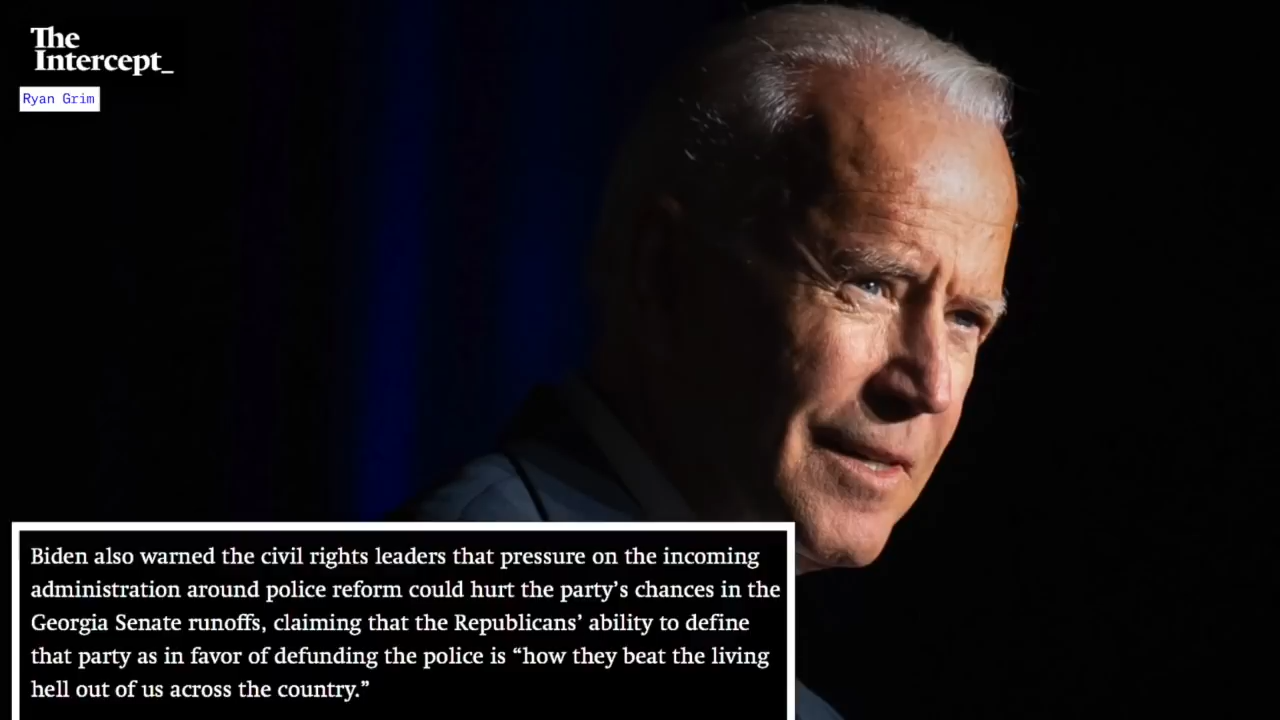 The
Intercept_
Ryan Grim
Biden also warned the civil rights leaders that pressure on the incoming
administration around police reform could hurt the party’s chances in the
Georgia Senate runoffs, claiming that the Republicans’ ability to define
that party as in favor of defunding the police is “how they beat the living
hell out of us across the country.”